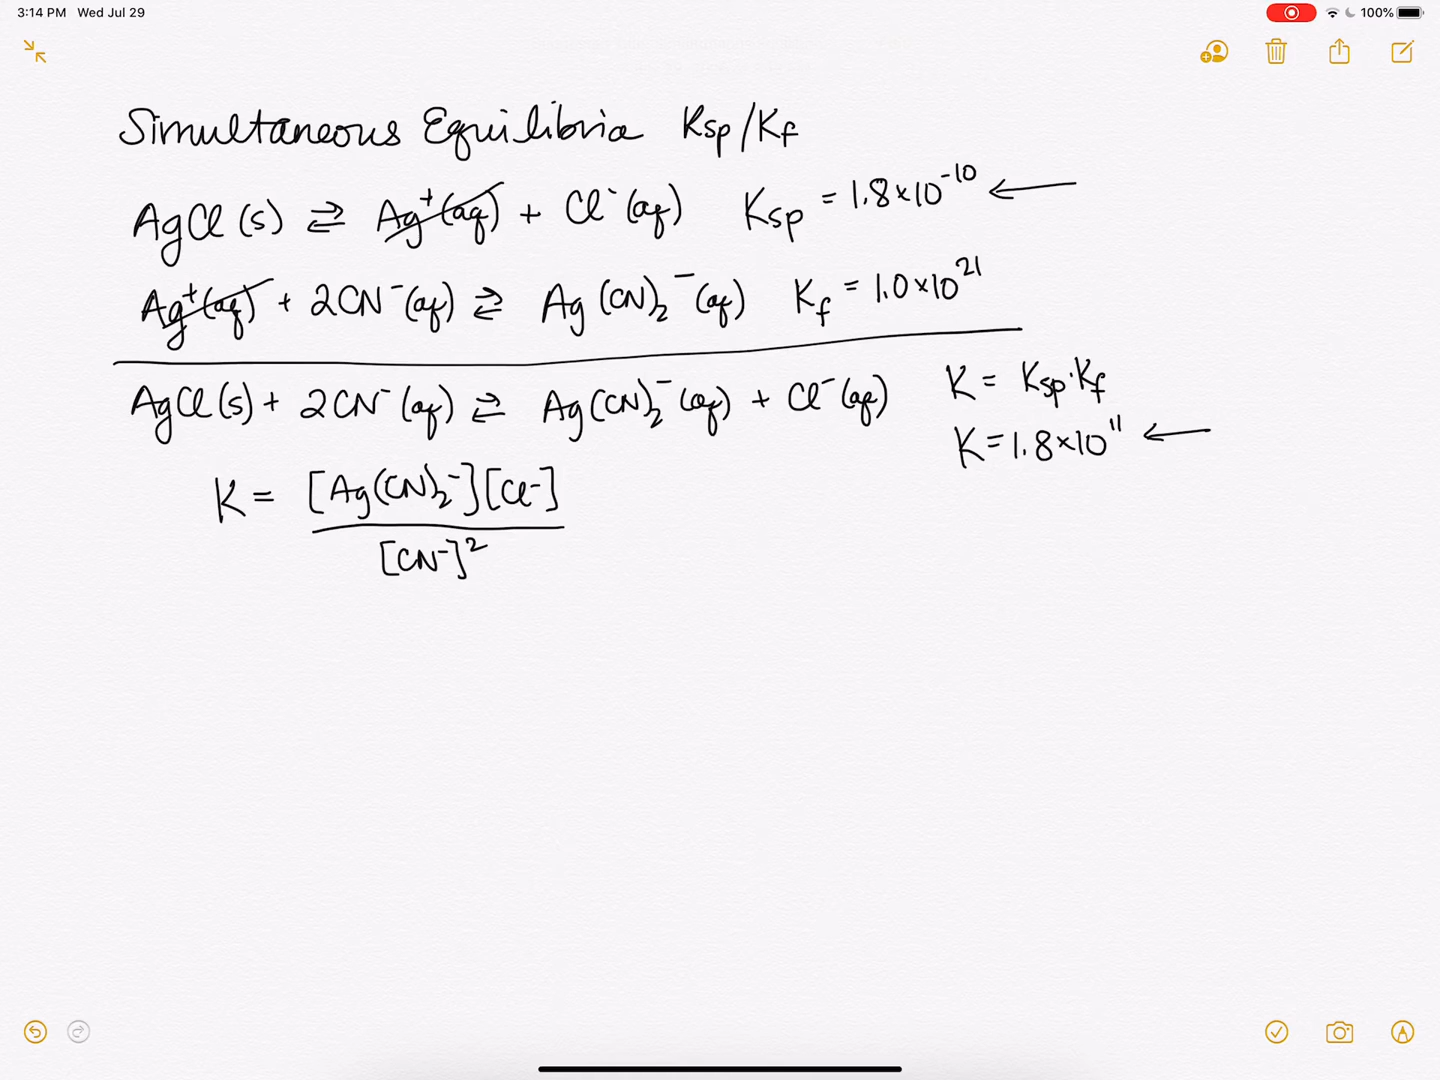 3:14 PM Wed Jul 29 100%
Simultaneous Equilibria Ksp/Kf
AgCl(s) ⇌ Ag⁺(aq) + Cl⁻(aq) Ksp = 1.8×10⁻¹⁰ ←
Ag⁺(aq) + 2CN⁻(aq) ⇌ Ag(CN)₂⁻(aq) Kf = 1.0×10²¹
AgCl(s) + 2CN⁻(aq) ⇌ Ag(CN)₂⁻(aq) + Cl⁻(aq) K = Ksp·Kf
K = 1.8×10¹¹ ←
K = [Ag(CN)₂⁻][Cl⁻]
[CN⁻]²